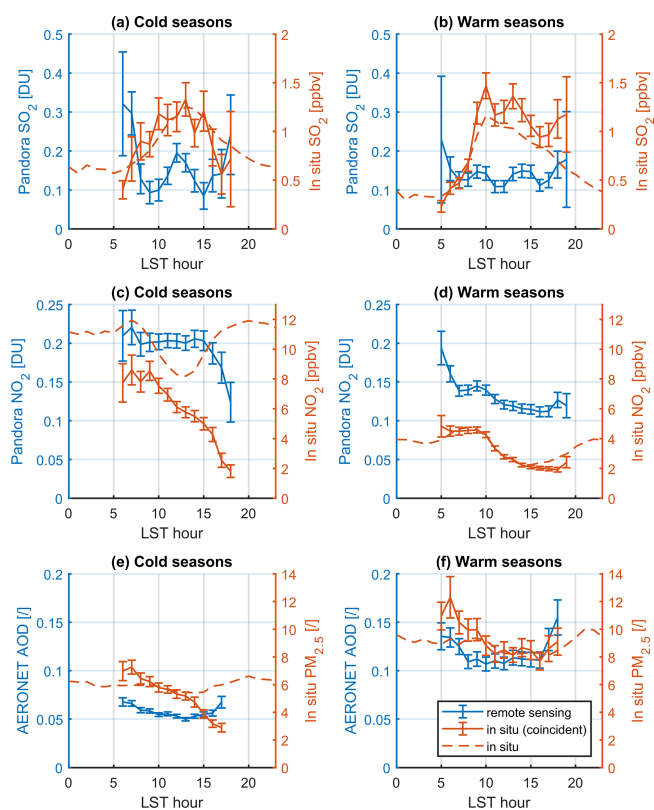 (a) Cold seasons
Pandora SO2 [DU]
0.5
0.4
0.3
0.2
0.1
0
In situ SO2 [ppbv]
2
1.5
1
0.5
0
0 5 10 15 20
LST hour
(b) Warm seasons
Pandora SO2 [DU]
0.5
0.4
0.3
0.2
0.1
0
In situ SO2 [ppbv]
2
1.5
1
0.5
0
0 5 10 15 20
LST hour
(c) Cold seasons
Pandora NO2 [DU]
0.25
0.2
0.15
0.1
0.05
0
In situ NO2 [ppbv]
12
10
8
6
4
2
0
0 5 10 15 20
LST hour
(d) Warm seasons
Pandora NO2 [DU]
0.25
0.2
0.15
0.1
0.05
0
In situ NO2 [ppbv]
12
10
8
6
4
2
0
0 5 10 15 20
LST hour
(e) Cold seasons
AERONET AOD [/]
0.2
0.15
0.1
0.05
0
In situ PM2.5 [/]
14
12
10
8
6
4
2
0
0 5 10 15 20
LST hour
(f) Warm seasons
AERONET AOD [/]
0.2
0.15
0.1
0.05
0
In situ PM2.5 [/]
14
12
10
8
6
4
2
0
remote sensing
in situ (coincident)
in situ
0 5 10 15 20
LST hour